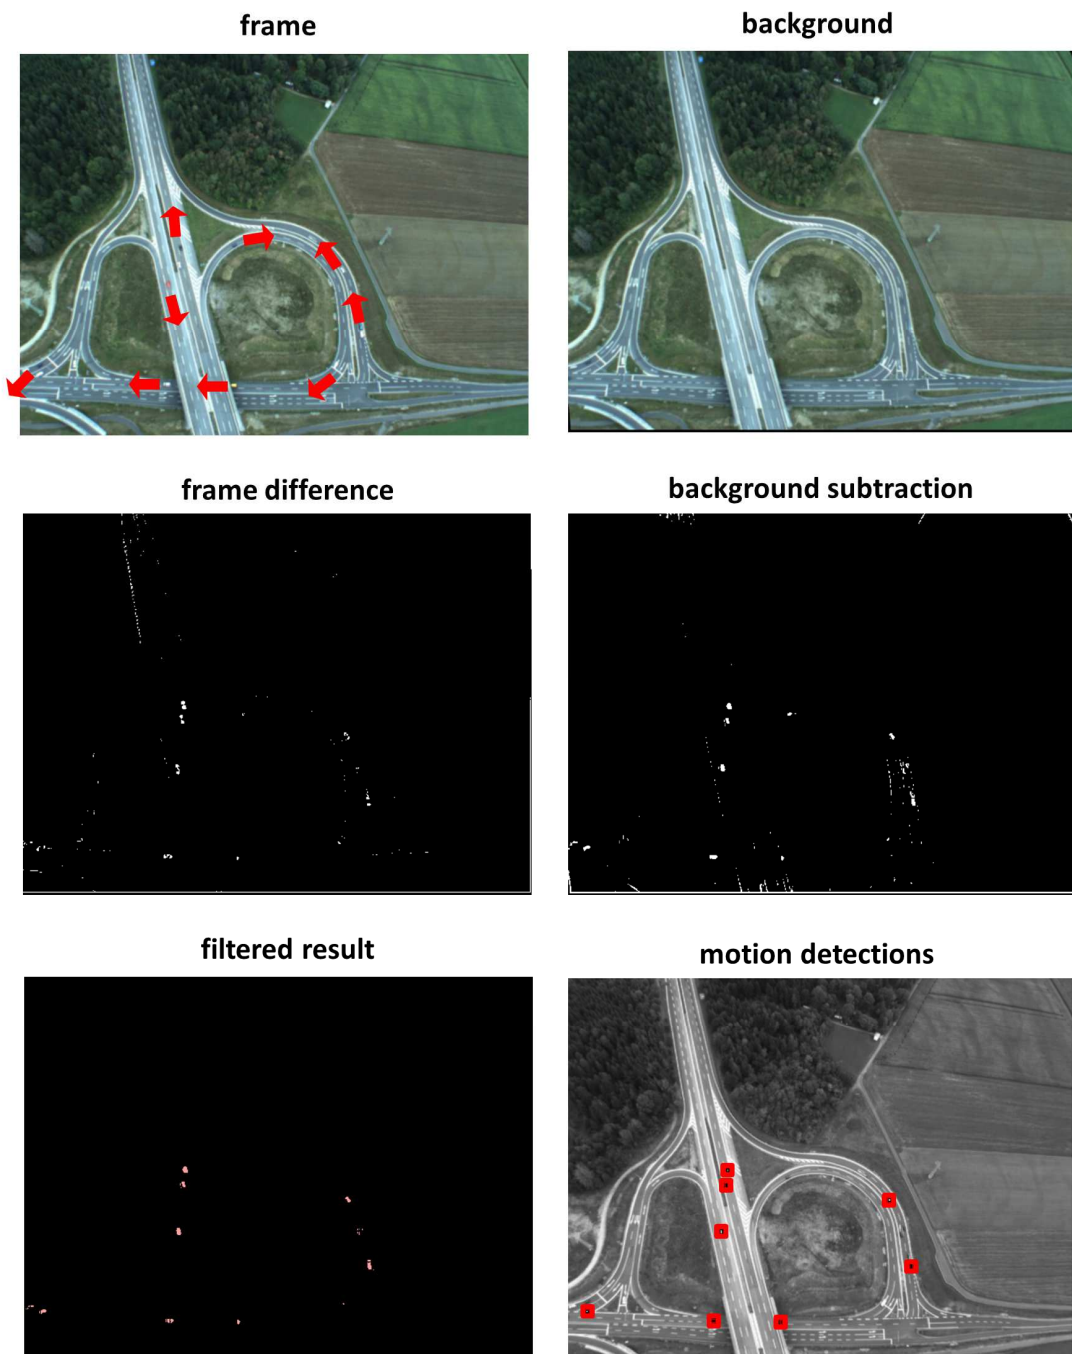 frame
background
frame difference
background subtraction
filtered result
motion detections